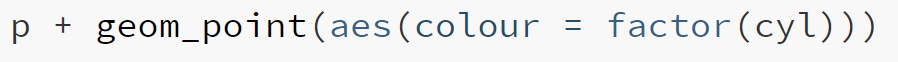 p + geom_point(aes(colour = factor(cyl)))